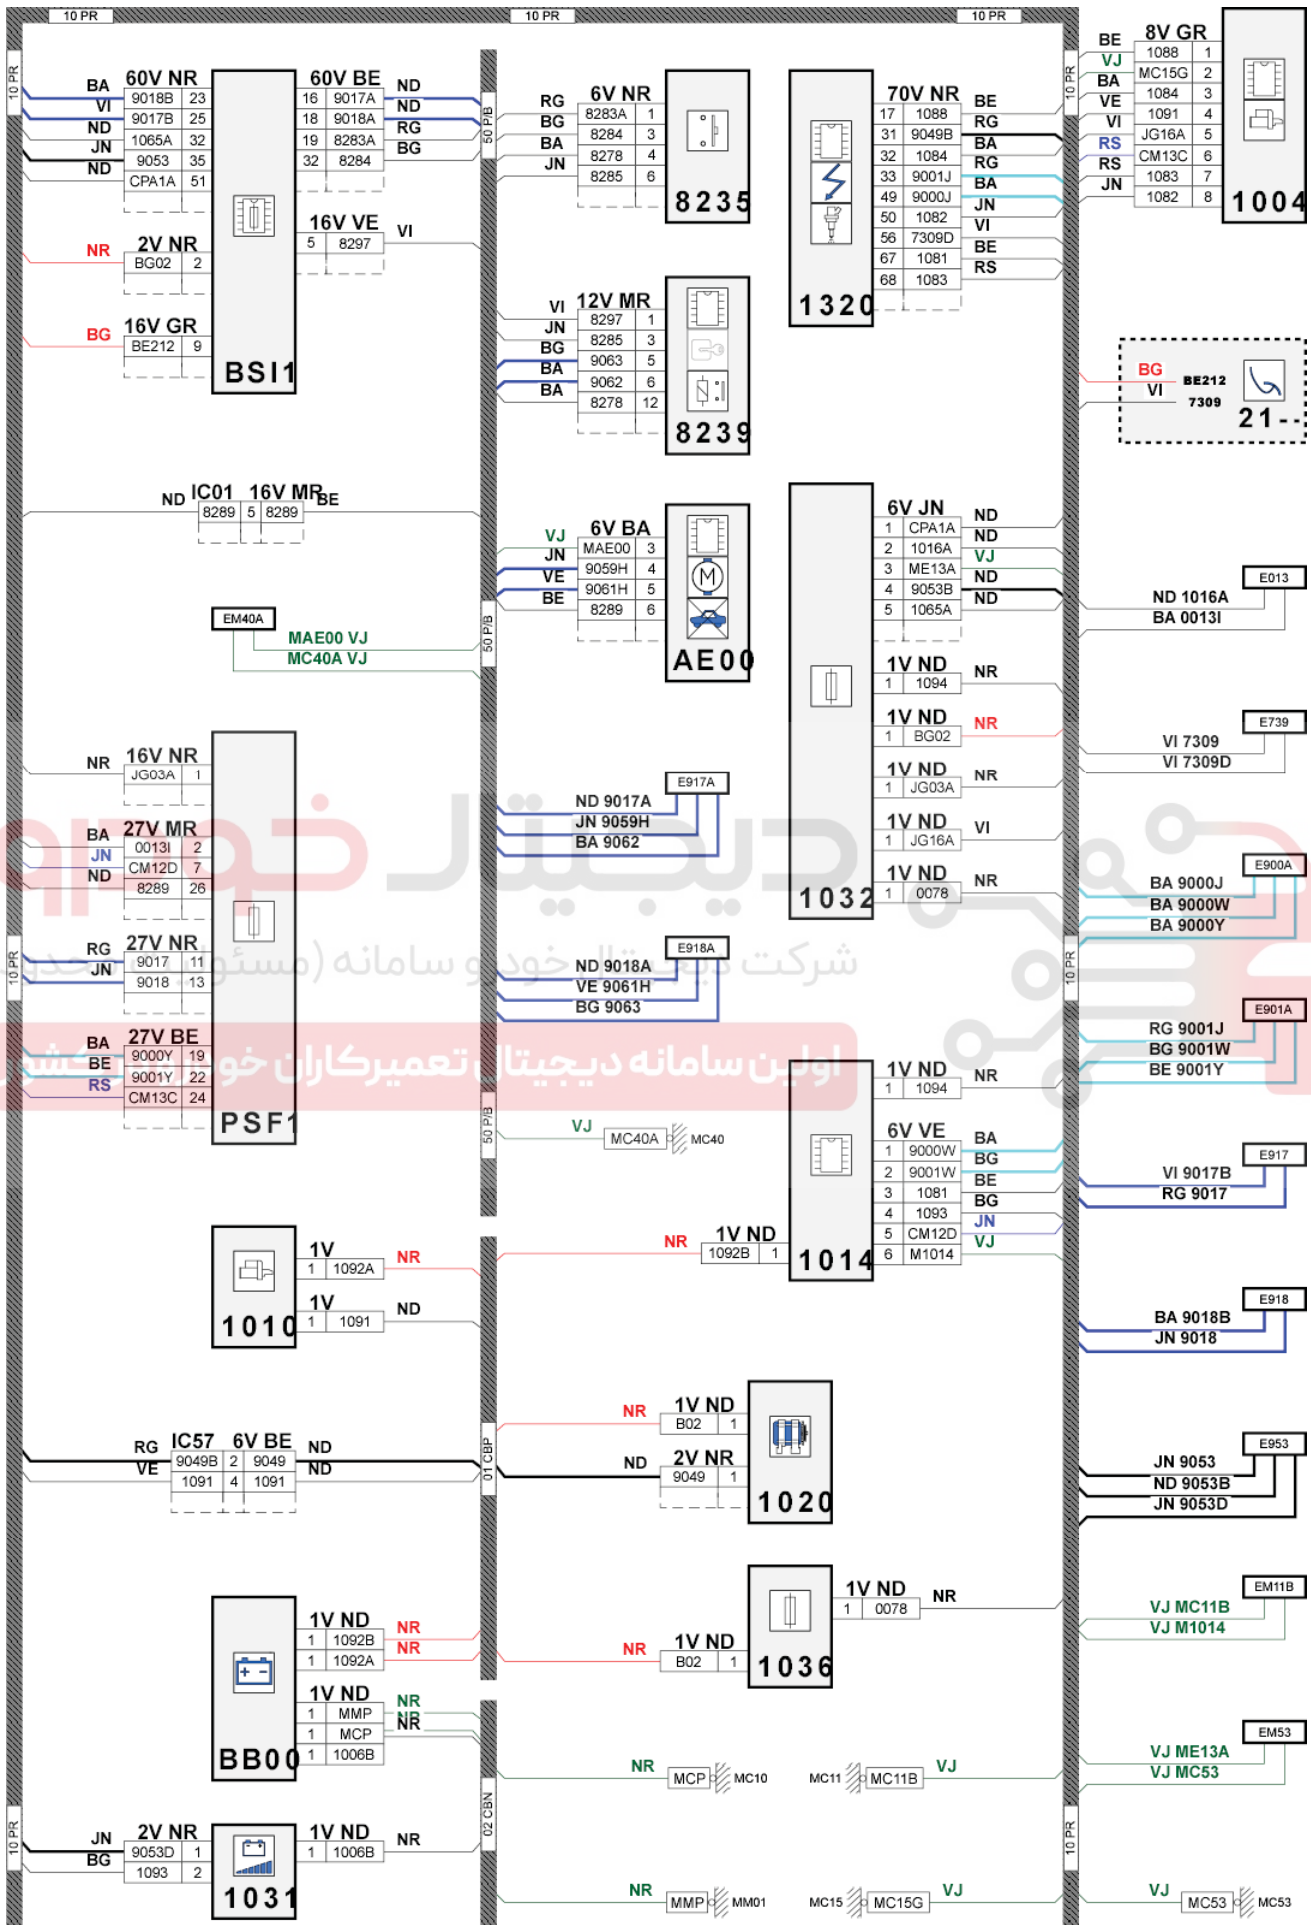 10 PR
10 PR
10 PR
10 PR
60V NR
BA 9018B 23
VI 9017B 25
ND 1065A 32
JN 9053 35
ND CPA1A 51
60V BE
16 9017A ND
18 9018A ND
19 8283A RG
32 8284 BG
2V NR
NR BG02 2
16V VE
5 8297 VI
16V GR
BG BE212 9
BSI1
50 P/B
6V NR
RG 8283A 1
BG 8284 3
BA 8278 4
JN 8285 6
8235
12V MR
VI 8297 1
JN 8285 3
BG 9063 5
BA 9062 6
BA 8278 12
8239
70V NR
17 1088 BE
31 9049B RG
32 1084 BA
33 9001J RG
49 9000J BA
50 1082 JN
56 7309D VI
67 1081 BE
68 1083 RS
1320
10 PR
8V GR
BE 1088 1
VJ MC15G 2
BA 1084 3
VE 1091 4
VI JG16A 5
RS CM13C 6
RS 1083 7
JN 1082 8
1004
BG BE212
VI 7309
21--
IC01 16V MR
ND 8289 5 8289 BE
6V BA
VJ MAE00 3
JN 9059H 4
VE 9061H 5
BE 8289 6
AE00
50 P/B
EM40A
MAE00 VJ
MC40A VJ
6V JN
1 CPA1A ND
2 1016A ND
3 ME13A VJ
4 9053B ND
5 1065A ND
1V ND
1 1094 NR
1V ND
1 BG02 NR
1V ND
1 JG03A NR
1V ND
1 JG16A VI
1V ND
1 0078 NR
1032
E013
ND 1016A
BA 0013I
E739
VI 7309
VI 7309D
16V NR
NR JG03A 1
27V MR
BA 0013I 2
JN CM12D 7
ND 8289 26
27V NR
RG 9017 11
JN 9018 13
27V BE
BA 9000Y 19
BE 9001Y 22
RS CM13C 24
PSF1
10 PR
E917A
ND 9017A
JN 9059H
BA 9062
E918A
ND 9018A
VE 9061H
BG 9063
دیجیتال خودرو
شرکت دیجیتال خودرو سامانه (مسئولیت محدود
اولین سامانه دیجیتال تعمیرکاران خودرو در کشور
10 PR
E900A
BA 9000J
BA 9000W
BA 9000Y
E901A
RG 9001J
BG 9001W
BE 9001Y
50 P/B
VJ MC40A MC40
1V ND
1 1094 NR
6V VE
1 9000W BA
2 9001W BG
3 1081 BE
4 1093 BG
5 CM12D JN
6 M1014 VJ
1V ND
NR 1092B 1
1014
E917
VI 9017B
RG 9017
1V
1 1092A NR
1V
1 1091 ND
1010
E918
BA 9018B
JN 9018
IC57 6V BE
RG 9049B 2 9049 ND
VE 1091 4 1091 ND
01 CBP
1V ND
NR B02 1
2V NR
ND 9049 1
1020
E953
JN 9053
ND 9053B
JN 9053D
1V ND
1 0078 NR
1V ND
NR B02 1
1036
EM11B
VJ MC11B
VJ M1014
1V ND
1 1092B NR
1 1092A NR
1V ND
1 MMP NR
1 MCP NR
1 1006B NR
BB00
NR MCP MC10
MC11 MC11B VJ
EM53
VJ ME13A
VJ MC53
02 CBN
10 PR
10 PR
2V NR
JN 9053D 1
BG 1093 2
1V ND
1 1006B NR
1031
NR MMP MM01
MC15 MC15G VJ
VJ MC53 MC53